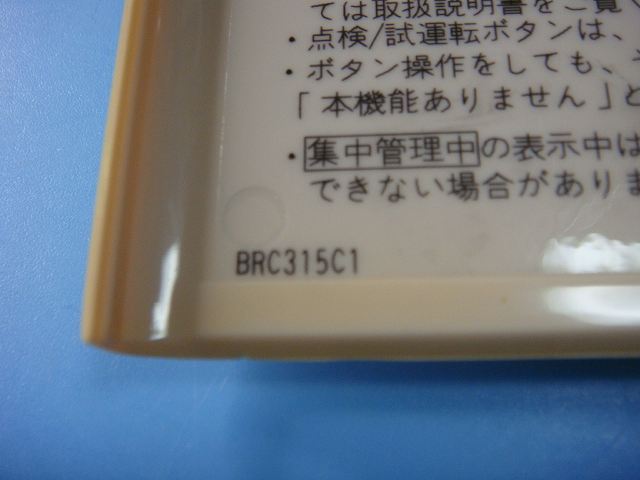 ては取扱説明書をご覧
・点検/試運転ボタンは、
・ボタン操作をしても、
「本機能ありません」と
・集中管理中の表示中は
できない場合があります
BRC315C1